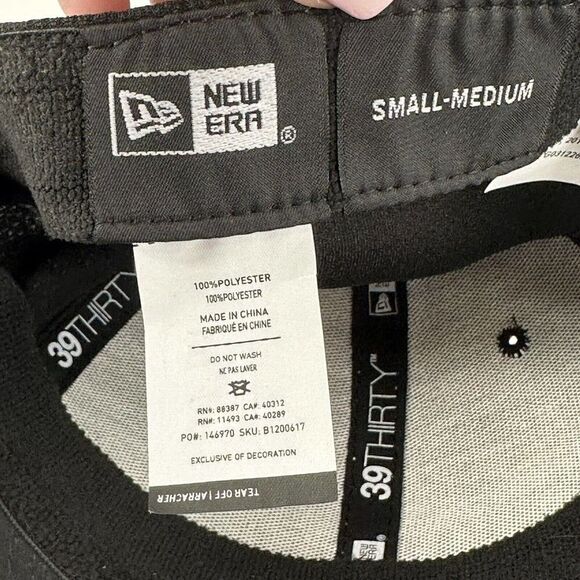 NEW
ERA
®
SMALL-MEDIUM
100%POLYESTER
100%POLYESTER
MADE IN CHINA
FABRIQUÉ EN CHINE
DO NOT WASH
NE PAS LAVER
RN#: 88387 CA#: 40312
RN#: 11493 CA#: 40289
PO#: 146970 SKU: B1200617
EXCLUSIVE OF DECORATION
TEAR OFF | ARRACHER
39THIRTY
39THIRTY™